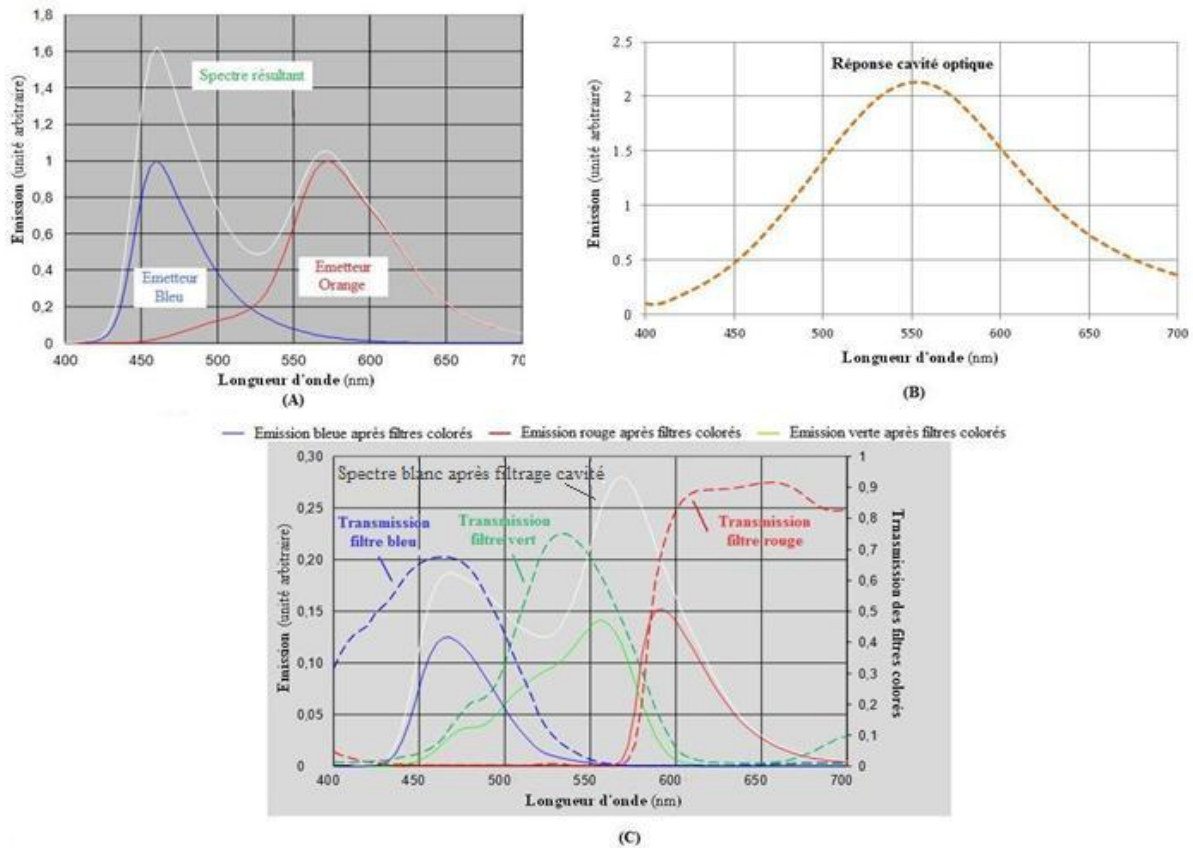 1,8
1,6
1,4
1,2
1
0,8
0,6
0,4
0,2
0
Emission (unité arbitraire)
Spectre résultant
Emetteur
Bleu
Emetteur
Orange
400 450 500 550 600 650 700
Longueur d'onde (nm)
(A)
2.5
2
1.5
1
0.5
0
Emission (unité arbitraire)
Réponse cavité optique
400 450 500 550 600 650 700
Longueur d'onde (nm)
(B)
Emission bleue après filtres colorés Emission rouge après filtres colorés Emission verte après filtres colorés
0,30
0,25
0,20
0,15
0,10
0,05
0
Emission (unité arbitraire)
Spectre blanc après filtrage cavité
Transmission
filtre bleu
Transmission
filtre vert
Transmission
filtre rouge
1
0,9
0,8
0,7
0,6
0,5
0,4
0,3
0,2
0,1
0
Trnasmission des filtres colorés
400 450 500 550 600 650 700
Longueur d'onde (nm)
(C)